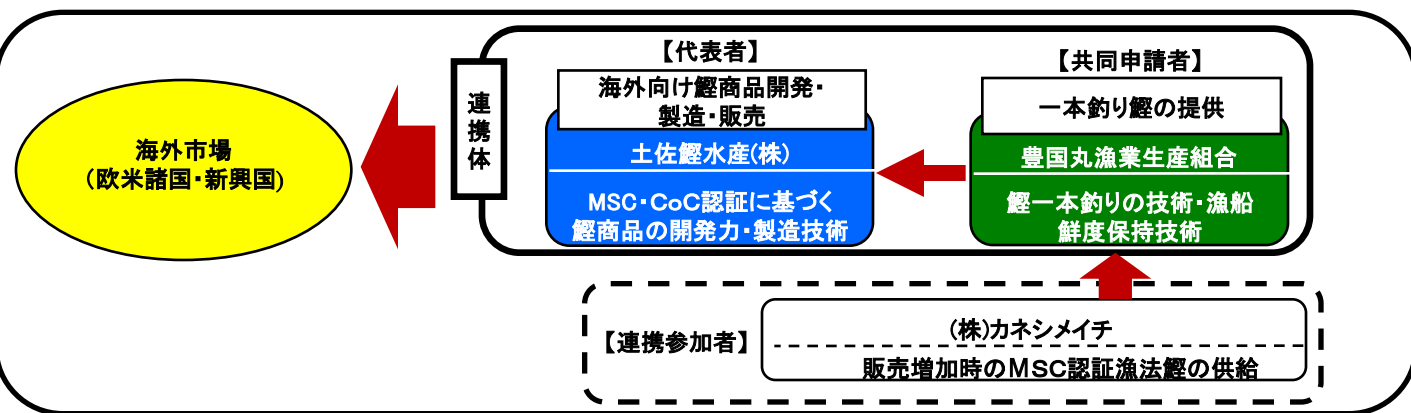 海外市場
(欧米諸国・新興国)
連携体
【代表者】
海外向け鰹商品開発・
製造・販売
土佐鰹水産(株)
MSC・CoC認証に基づく
鰹商品の開発力・製造技術
【共同申請者】
一本釣り鰹の提供
豊国丸漁業生産組合
鰹一本釣りの技術・漁船
鮮度保持技術
【連携参加者】
(株)カネシメイチ
販売増加時のMSC認証漁法鰹の供給